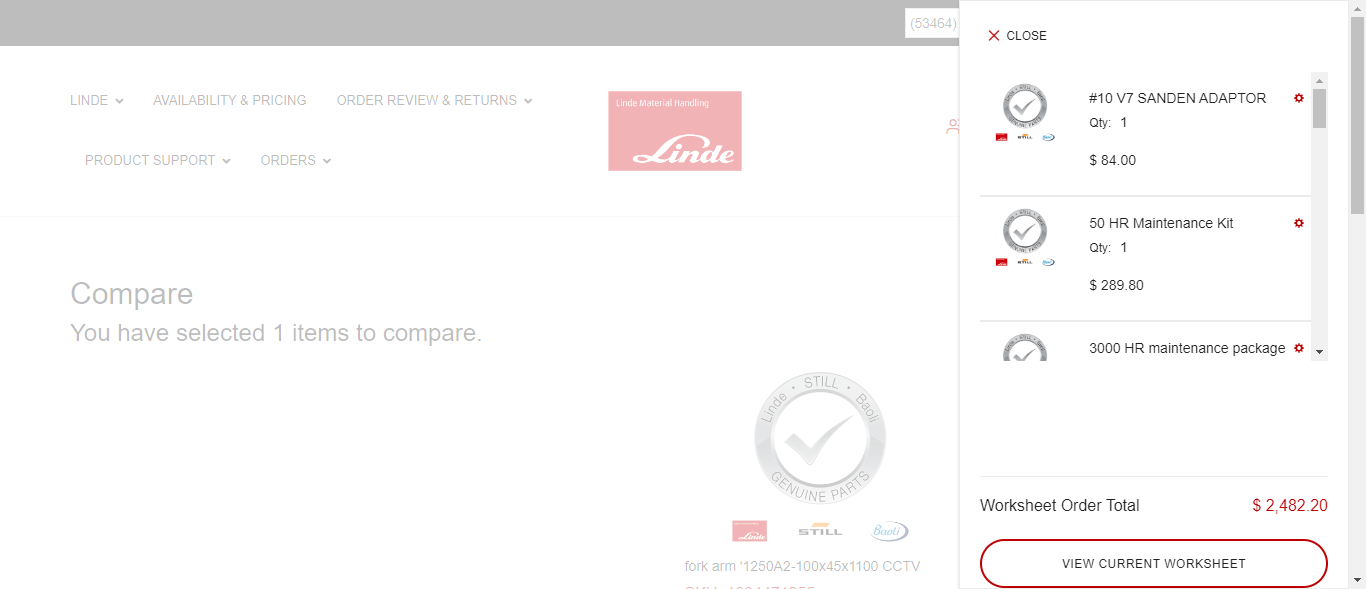 (53464)
LINDE
AVAILABILITY & PRICING
ORDER REVIEW & RETURNS
PRODUCT SUPPORT
ORDERS
Linde Material Handling
Linde
Compare
You have selected 1 items to compare.
Linde • STILL • Baoli
GENUINE PARTS
Linde
STILL
Baoli
fork arm '1250A2-100x45x1100 CCTV
CLOSE
#10 V7 SANDEN ADAPTOR
Qty: 1
$ 84.00
50 HR Maintenance Kit
Qty: 1
$ 289.80
3000 HR maintenance package
Worksheet Order Total
$ 2,482.20
VIEW CURRENT WORKSHEET